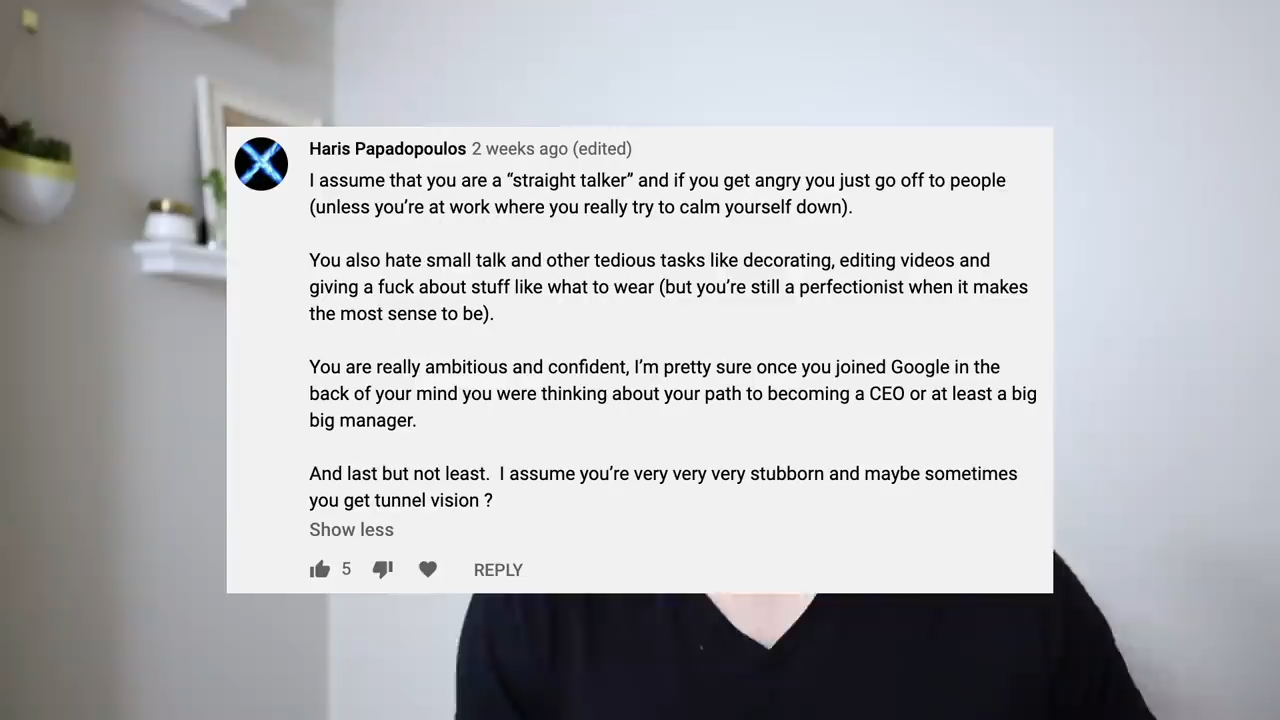 Haris Papadopoulos 2 weeks ago (edited)
I assume that you are a “straight talker” and if you get angry you just go off to people
(unless you’re at work where you really try to calm yourself down).
You also hate small talk and other tedious tasks like decorating, editing videos and
giving a fuck about stuff like what to wear (but you’re still a perfectionist when it makes
the most sense to be).
You are really ambitious and confident, I’m pretty sure once you joined Google in the
back of your mind you were thinking about your path to becoming a CEO or at least a big
big manager.
And last but not least.  I assume you’re very very very stubborn and maybe sometimes
you get tunnel vision ?
Show less
5 REPLY